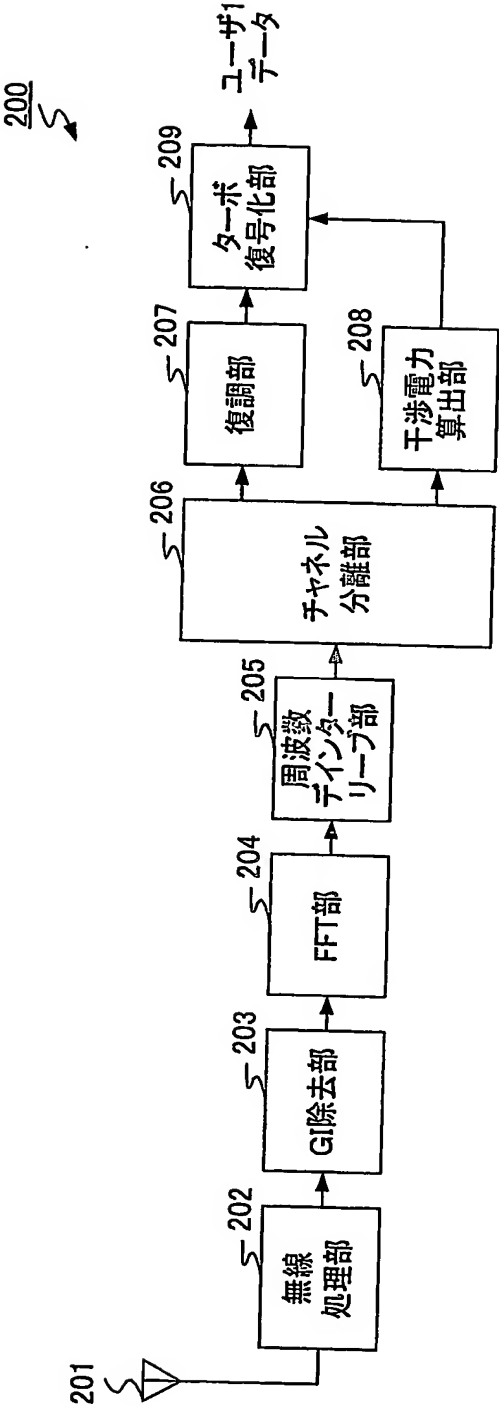 200
201
202
無線
処理部
203
GI除去部
204
FFT部
205
周波数
デインター
リーブ部
206
チャネル
分離部
207
復調部
208
干渉電力
算出部
209
ターボ
復号化部
ユーザ1
データ